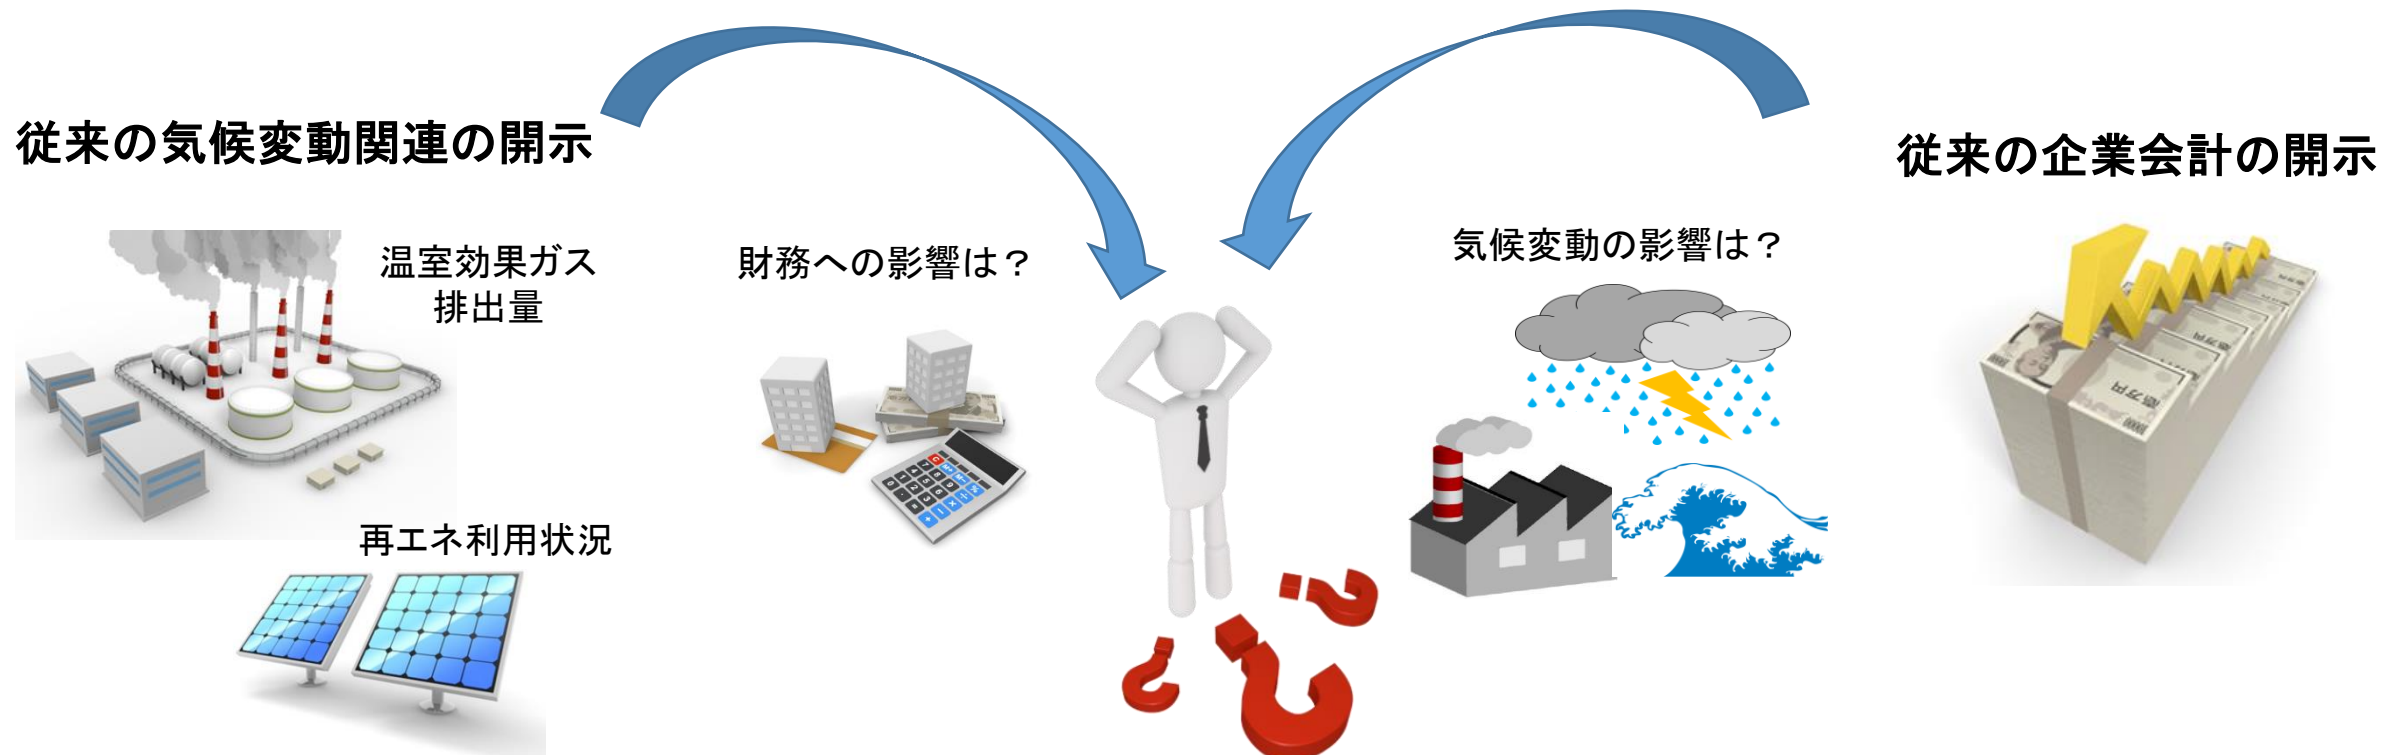 従来の気候変動関連の開示
温室効果ガス
排出量
再エネ利用状況
財務への影響は？
気候変動の影響は？
従来の企業会計の開示